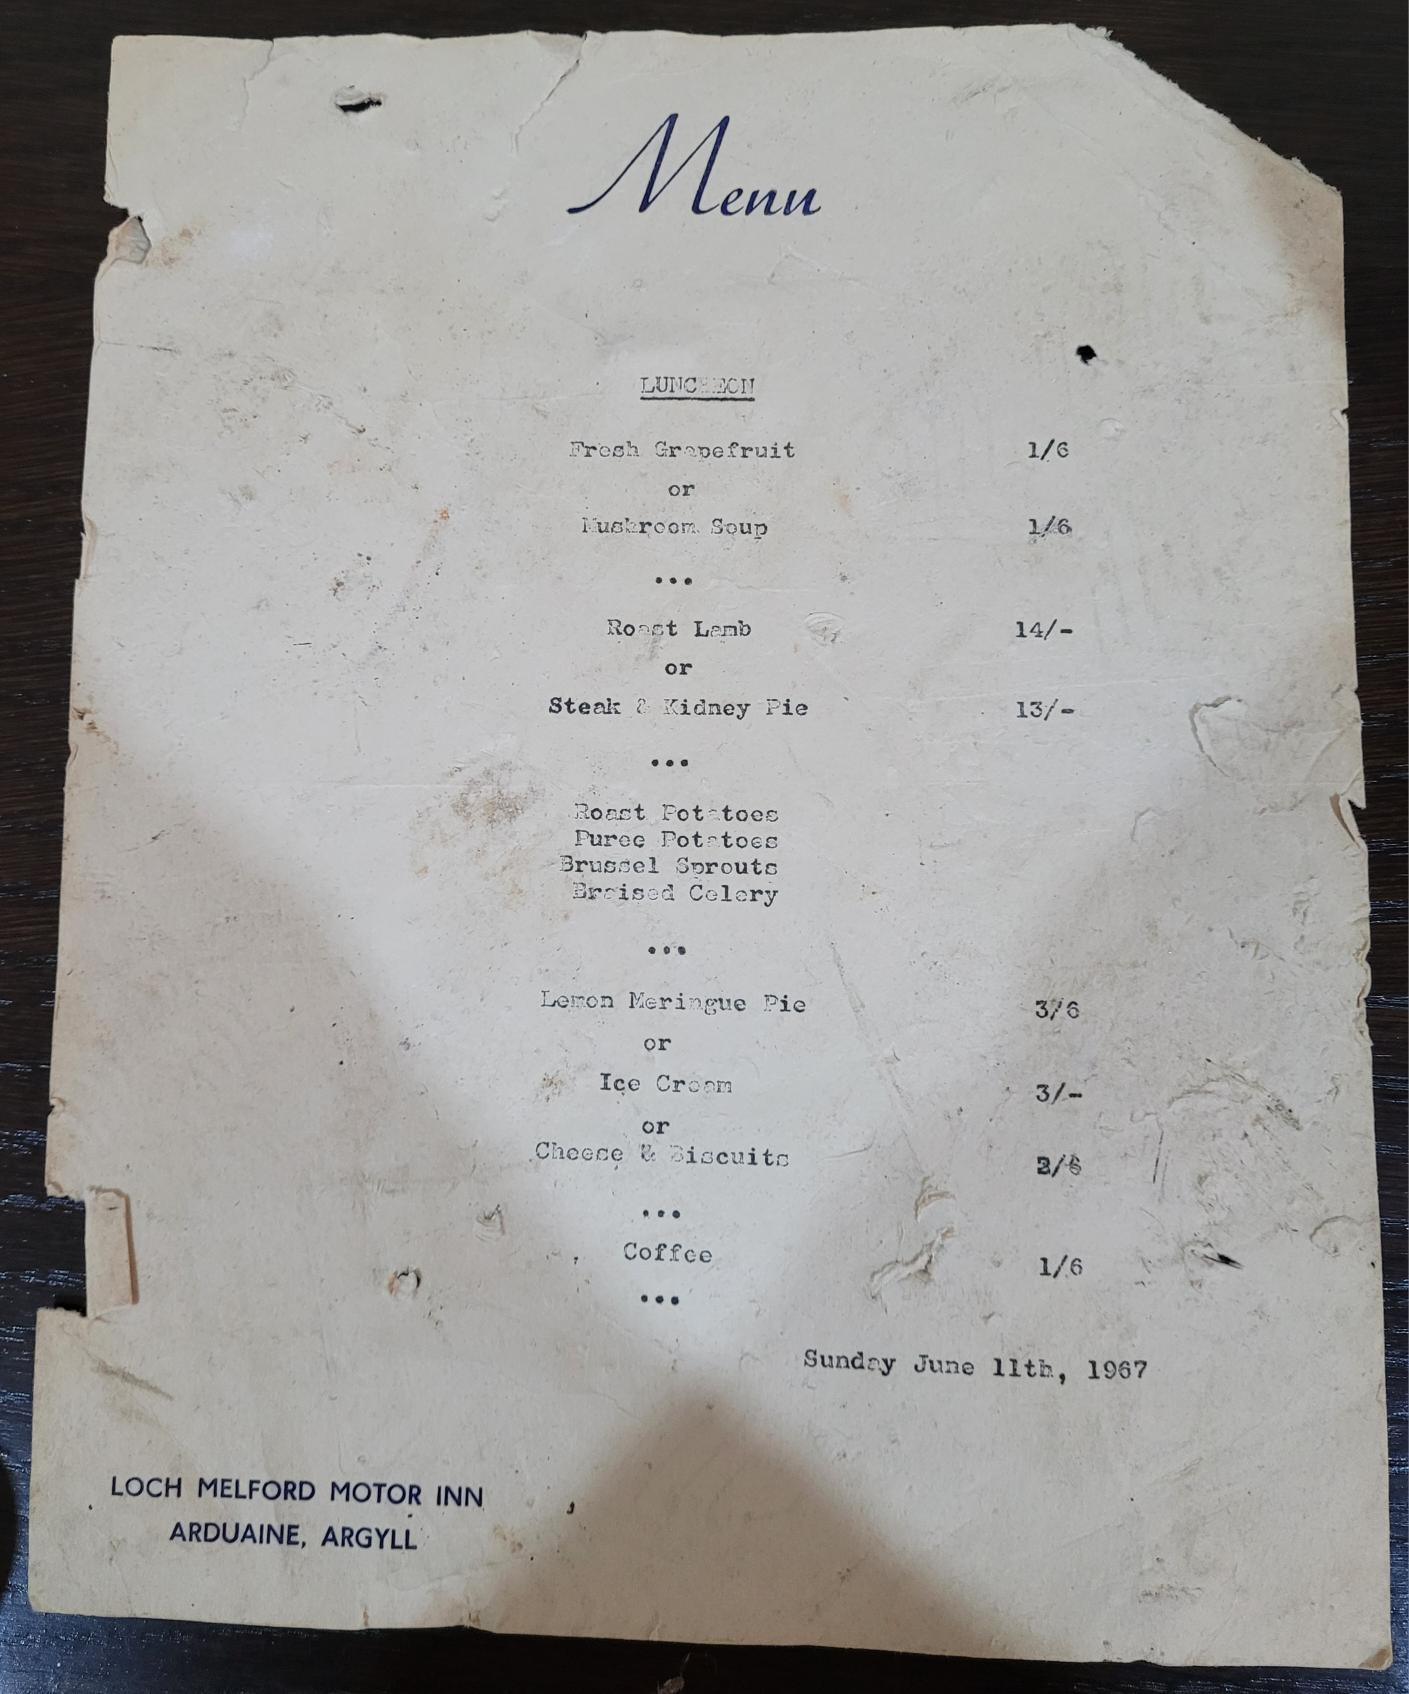 Menu
LUNCHEON
Fresh Grapefruit 1/6
or
Mushroom Soup 1/6
...
Roast Lamb 14/-
or
Steak & Kidney Pie 13/-
...
Roast Potatoes
Puree Potatoes
Brussel Sprouts
Braised Celery
...
Lemon Meringue Pie 3/6
or
Ice Cream 3/-
or
Cheese & Biscuits
...
Coffee 1/6
...
Sunday June 11th, 1967
LOCH MELFORD MOTOR INN
ARDUAINE, ARGYLL